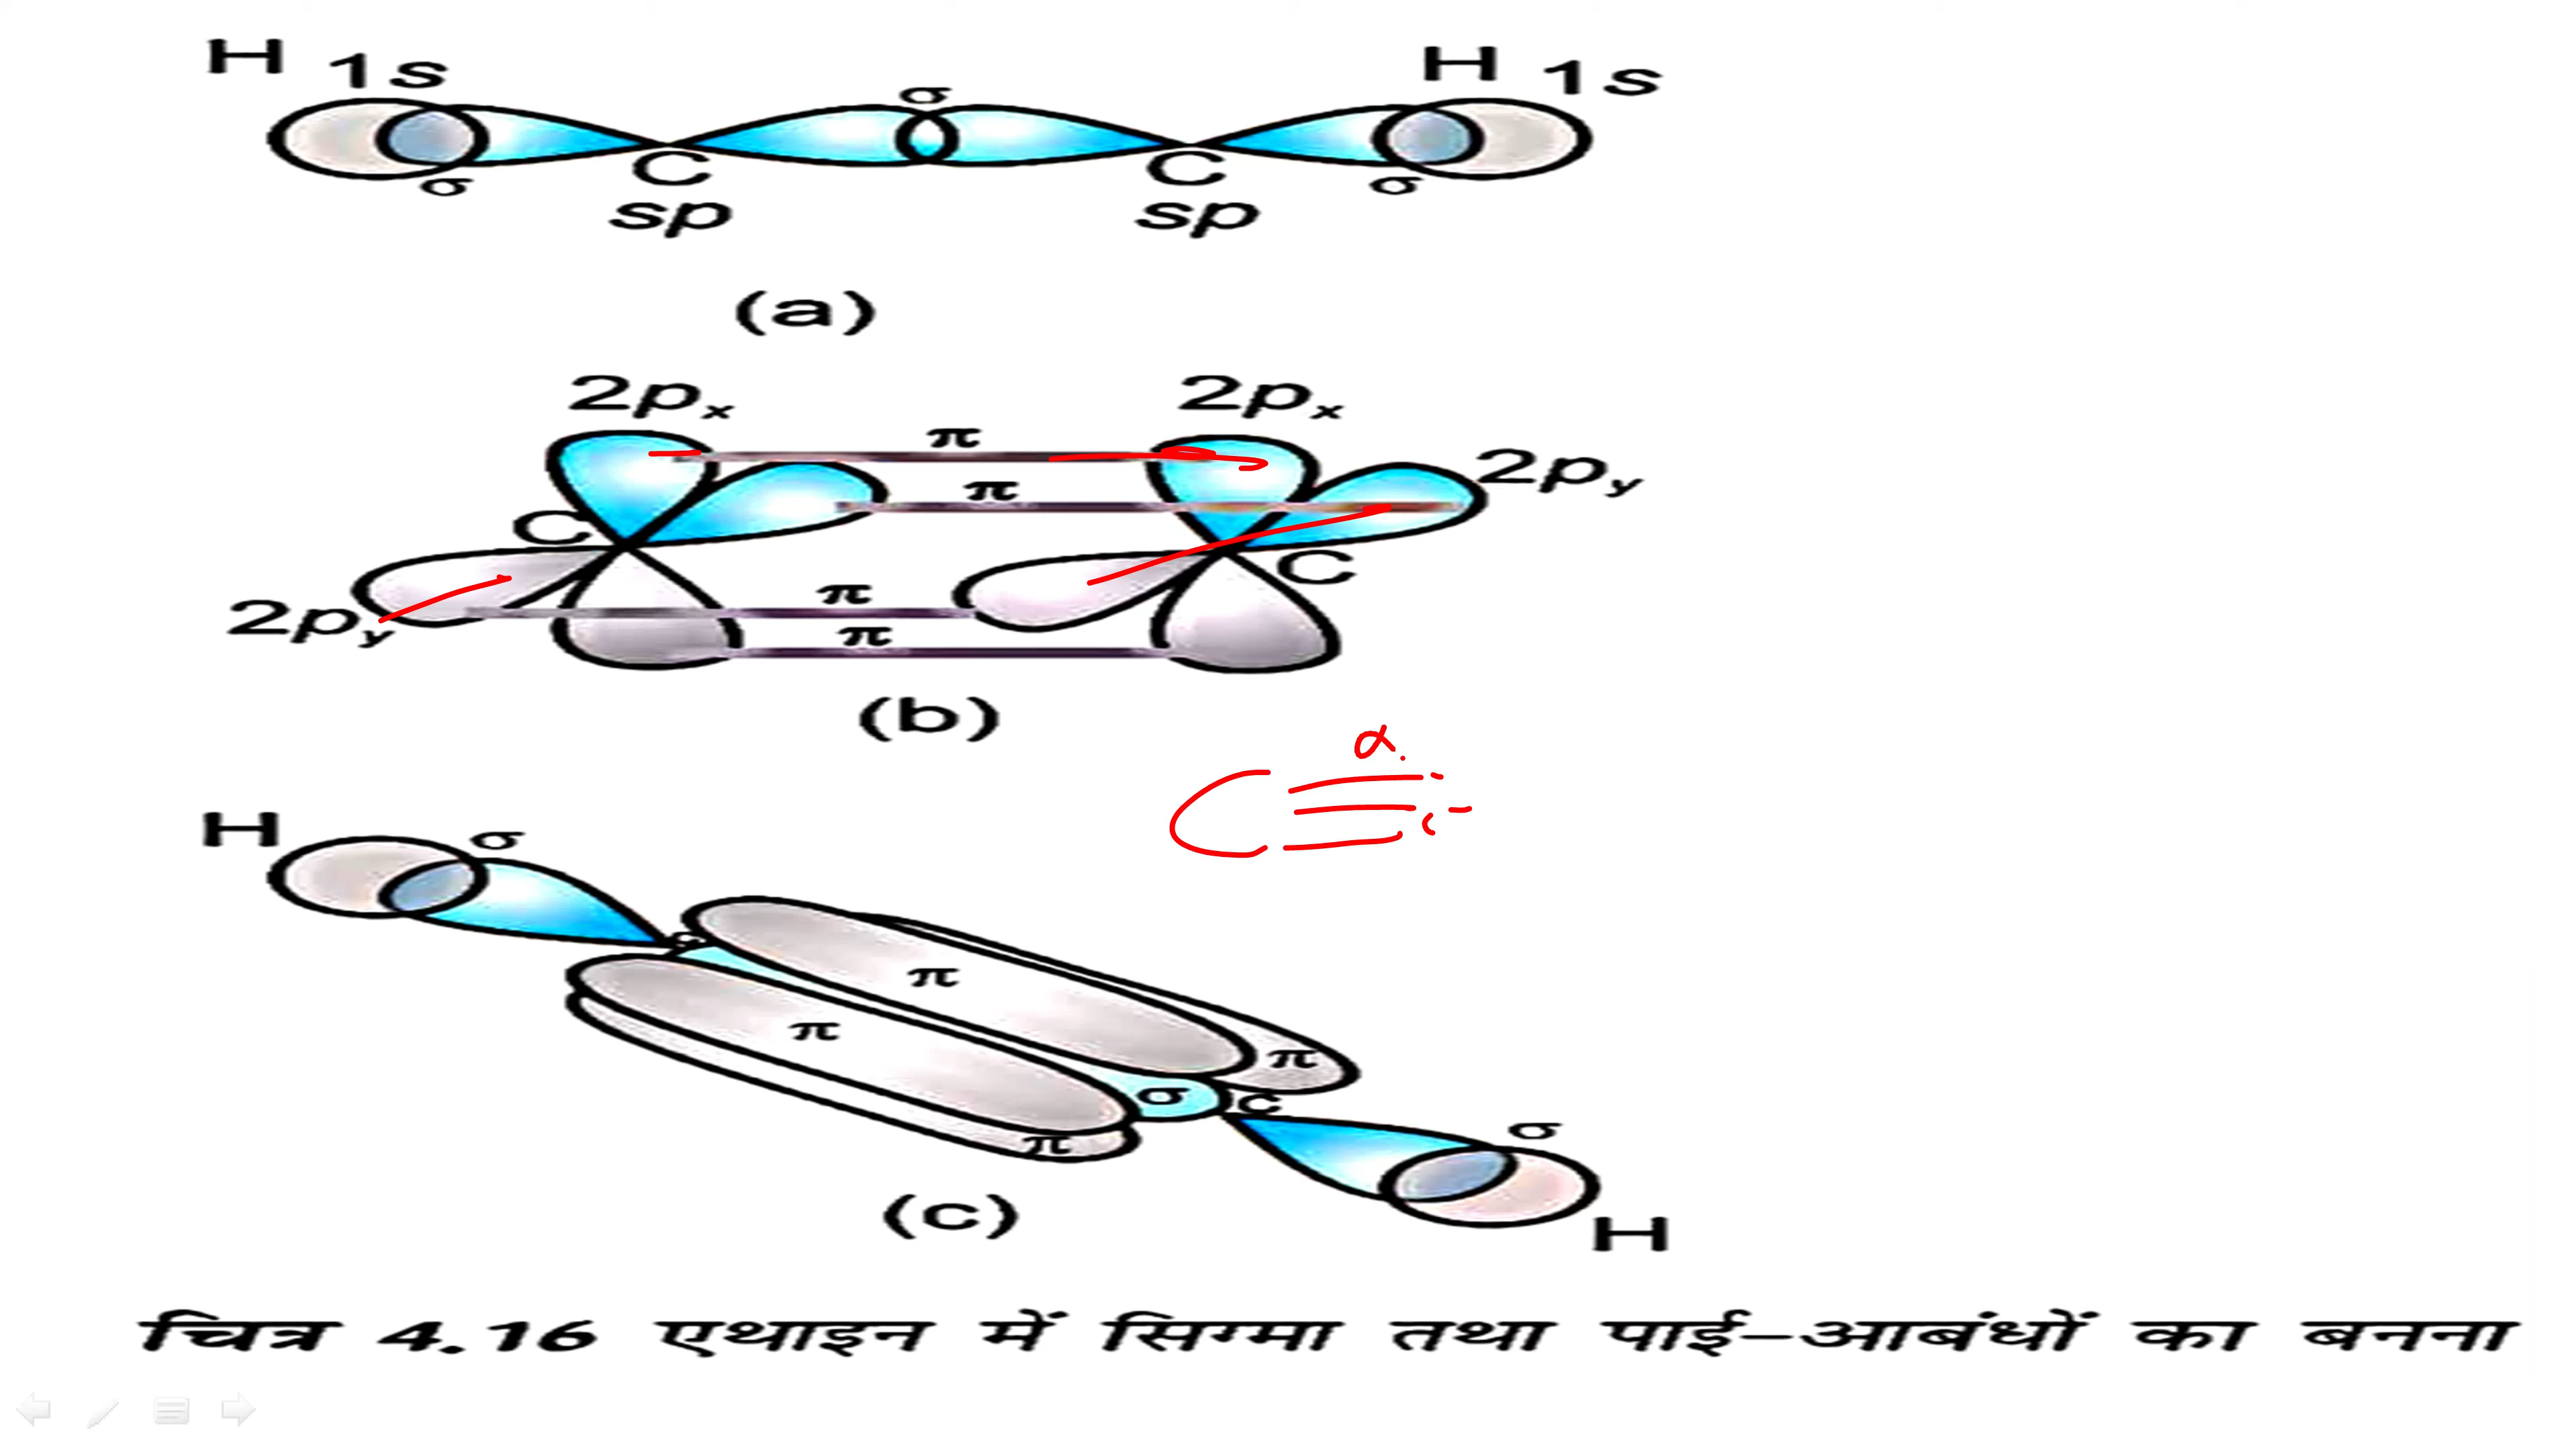 H 1s H 1s
σ
σ C C σ
sp sp
(a)
2pₓ 2pₓ
π
2pᵧ
π
C C
π
2pᵧ
π
(b)
α
C
H σ
C
π
π
π
σ C
π
σ
(c)
H
चित्र 4.16 एथाइन में सिग्मा तथा पाई–आबंधों का बनना